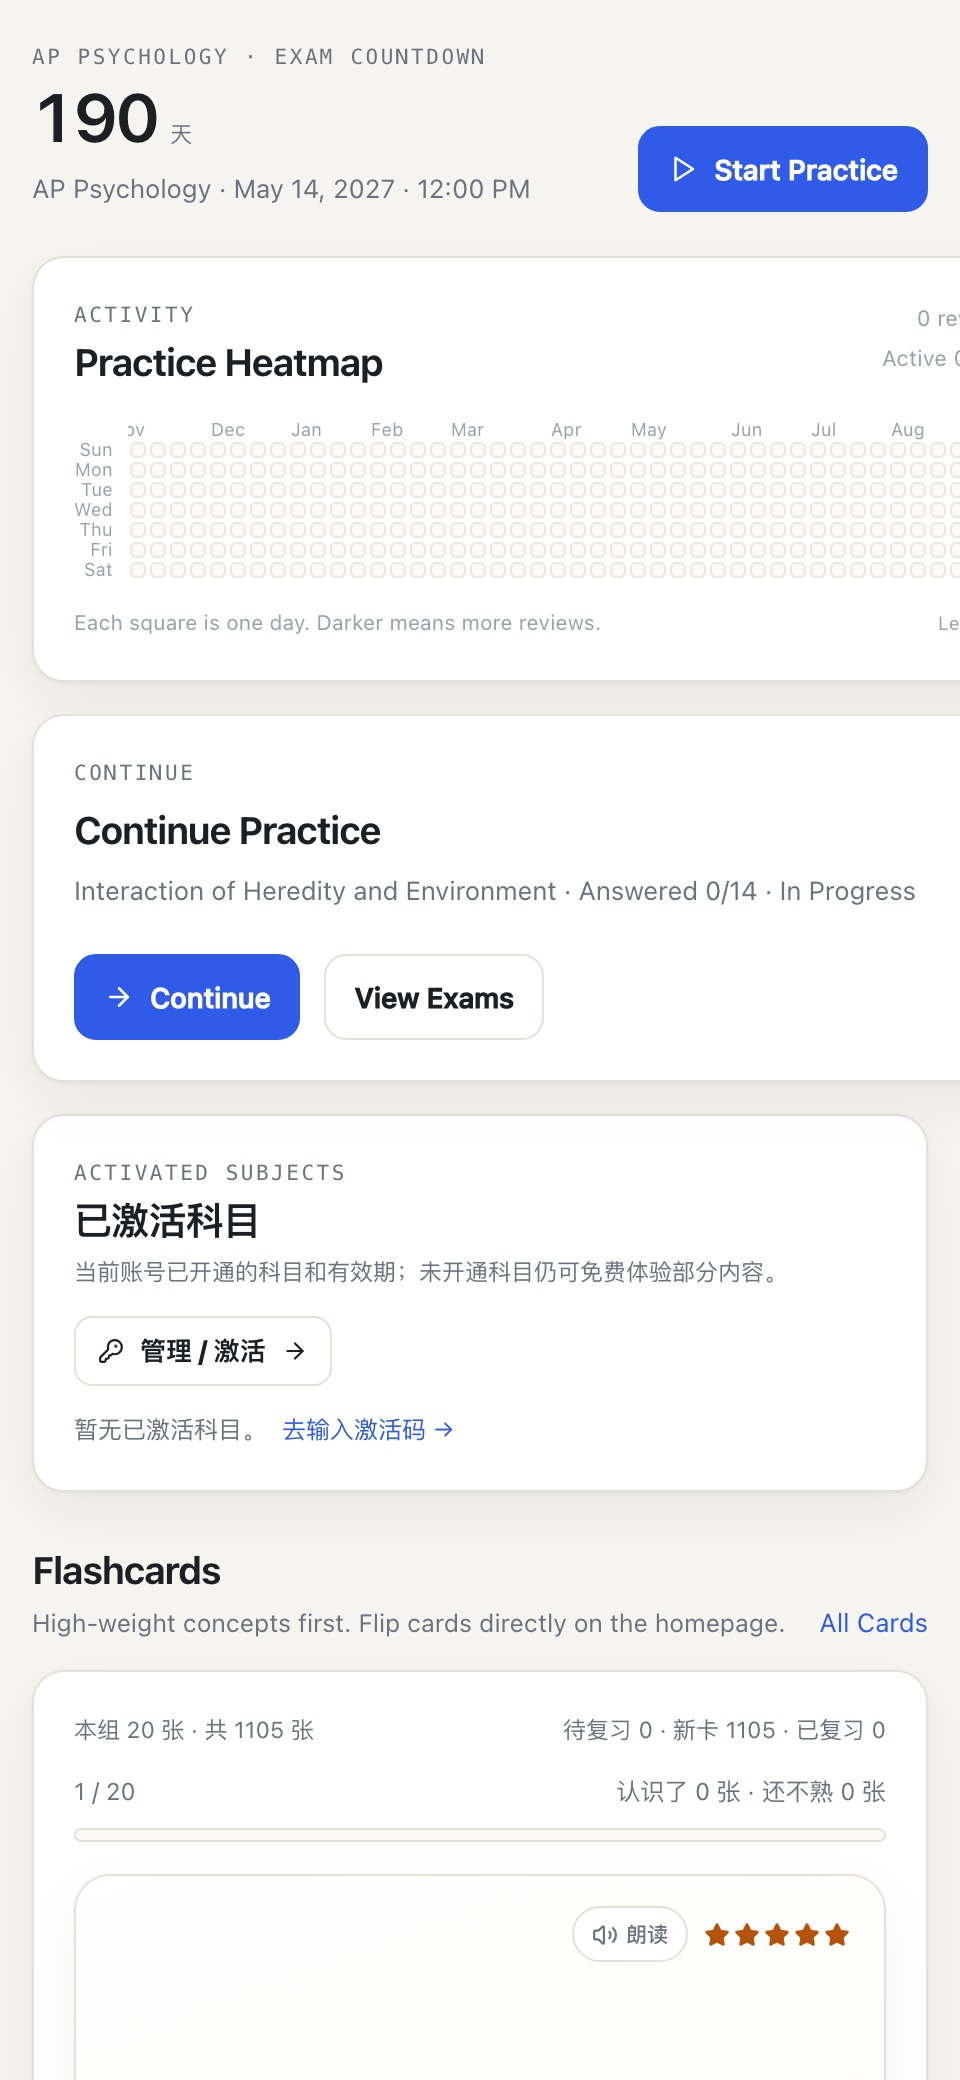 AP PSYCHOLOGY · EXAM COUNTDOWN
190 天
AP Psychology · May 14, 2027 · 12:00 PM
Start Practice
ACTIVITY
0 rev
Practice Heatmap
Active 0
ov Dec Jan Feb Mar Apr May Jun Jul Aug
Sun
Mon
Tue
Wed
Thu
Fri
Sat
Each square is one day. Darker means more reviews.
Le
CONTINUE
Continue Practice
Interaction of Heredity and Environment · Answered 0/14 · In Progress
Continue
View Exams
ACTIVATED SUBJECTS
已激活科目
当前账号已开通的科目和有效期；未开通科目仍可免费体验部分内容。
管理 / 激活 →
暂无已激活科目。 去输入激活码 →
Flashcards
High-weight concepts first. Flip cards directly on the homepage.
All Cards
本组 20 张 · 共 1105 张
待复习 0 · 新卡 1105 · 已复习 0
1 / 20
认识了 0 张 · 还不熟 0 张
朗读